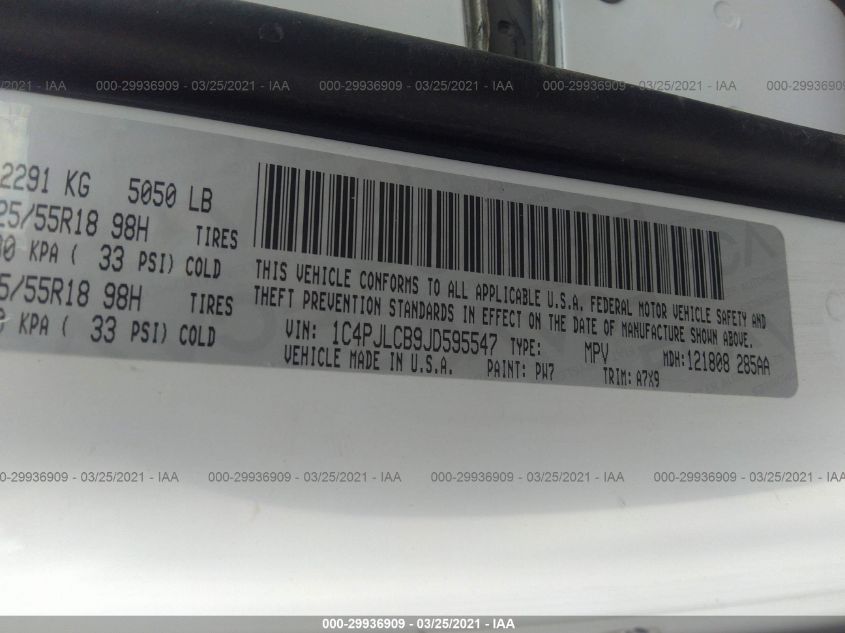 /2021 - IAA 000-29936909 - 03/25/2021 - IAA 000-29936909 - 03/25/2021 - IAA 000-29936909 - 03/25/2021 - IAA 000-2993690
2291 KG 5050 LB
25/55R18 98H TIRES
0 KPA ( 33 PSI) COLD
5/55R18 98H TIRES
KPA ( 33 PSI) COLD
THIS VEHICLE CONFORMS TO ALL APPLICABLE U.S.A. FEDERAL MOTOR VEHICLE SAFETY AND
THEFT PREVENTION STANDARDS IN EFFECT ON THE DATE OF MANUFACTURE SHOWN ABOVE.
VIN: 1C4PJLCB9JD595547 TYPE: MPV MDH:121808 285AA
VEHICLE MADE IN U.S.A. PAINT: PW7 TRIM: A7X9
0-29936909 - 03/25/2021 - IAA 000-29936909 - 03/25/2021 - IAA 000-29936909 - 03/25/2021 - IAA 000-29936909 - 03/25/2021 - IAA
000-29936909 - 03/25/2021 - IAA